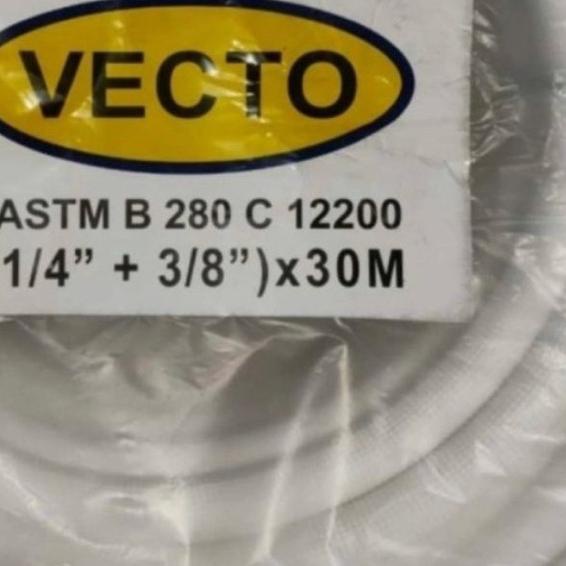 VECTO
ASTM B 280 C 12200
1/4” + 3/8”)x30M